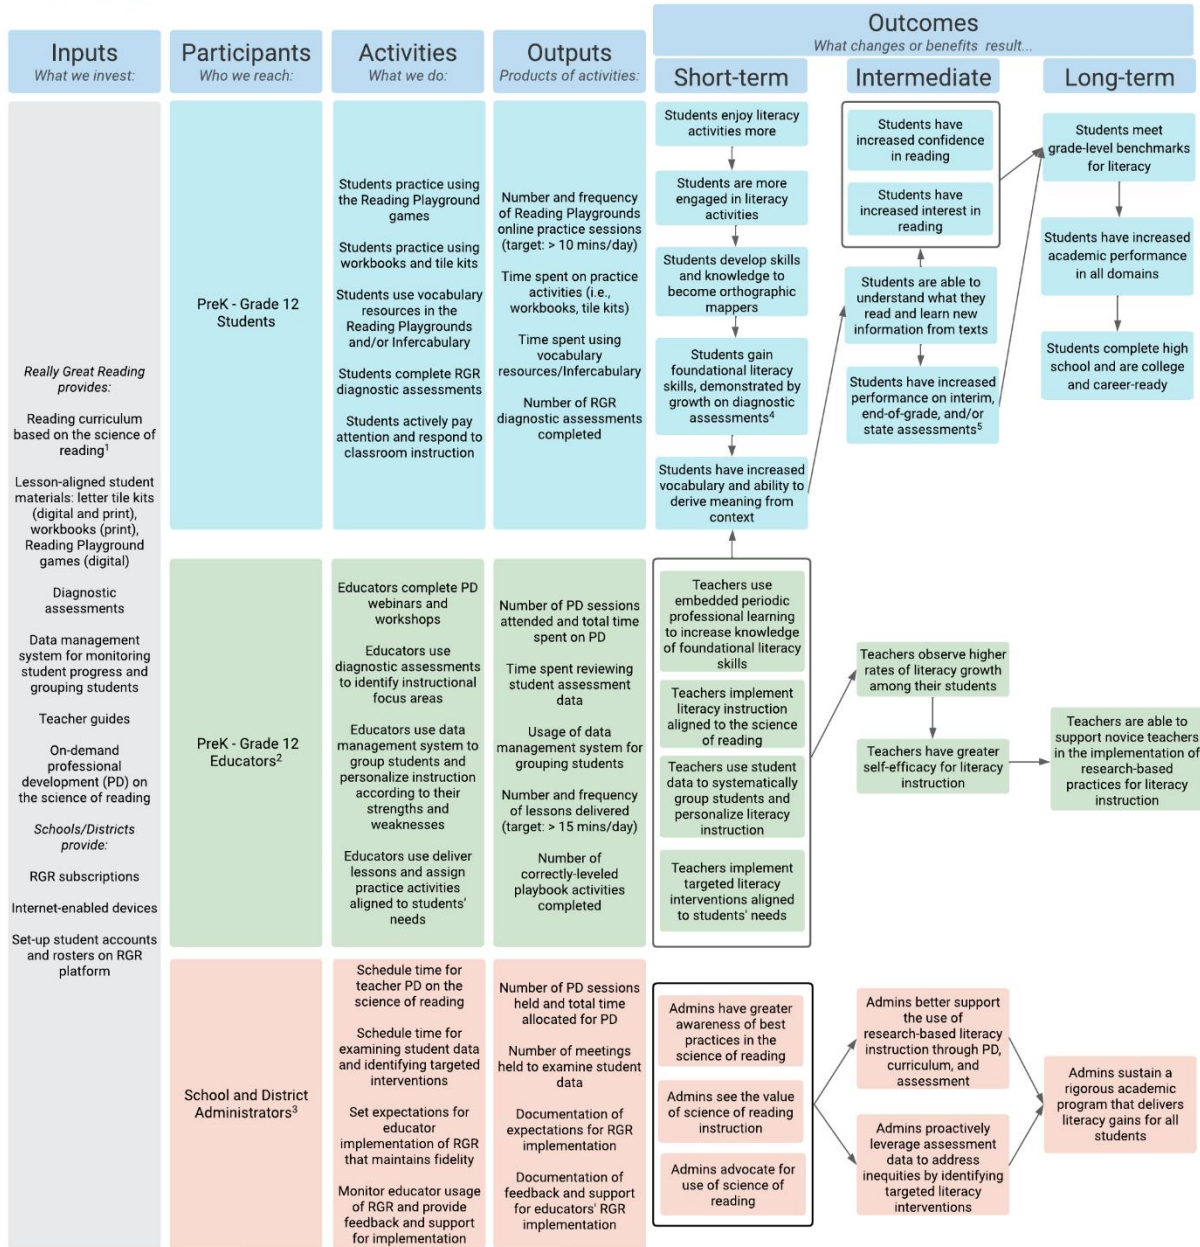 Outcomes
What changes or benefits result...
Inputs
What we invest:
Participants
Who we reach:
Activities
What we do:
Outputs
Products of activities:
Short-term
Intermediate
Long-term
Really Great Reading
provides:
Reading curriculum
based on the science of
reading¹
Lesson-aligned student
materials: letter tile kits
(digital and print),
workbooks (print),
Reading Playground
games (digital)
Diagnostic
assessments
Data management
system for monitoring
student progress and
grouping students
Teacher guides
On-demand
professional
development (PD) on
the science of reading
Schools/Districts
provide:
RGR subscriptions
Internet-enabled devices
Set-up student accounts
and rosters on RGR
platform
PreK - Grade 12
Students
Students practice using
the Reading Playground
games
Students practice using
workbooks and tile kits
Students use vocabulary
resources in the
Reading Playgrounds
and/or Infercabulary
Students complete RGR
diagnostic assessments
Students actively pay
attention and respond to
classroom instruction
Number and frequency
of Reading Playgrounds
online practice sessions
(target: > 10 mins/day)
Time spent on practice
activities (i.e.,
workbooks, tile kits)
Time spent using
vocabulary
resources/Infercabulary
Number of RGR
diagnostic assessments
completed
Students enjoy literacy
activities more
Students are more
engaged in literacy
activities
Students develop skills
and knowledge to
become orthographic
mappers
Students gain
foundational literacy
skills, demonstrated by
growth on diagnostic
assessments⁴
Students have increased
vocabulary and ability to
derive meaning from
context
Students have
increased confidence
in reading
Students have
increased interest in
reading
Students are able to
understand what they
read and learn new
information from texts
Students have increased
performance on interim,
end-of-grade, and/or
state assessments⁵
Students meet
grade-level benchmarks
for literacy
Students have increased
academic performance
in all domains
Students complete high
school and are college
and career-ready
PreK - Grade 12
Educators²
Educators complete PD
webinars and
workshops
Educators use
diagnostic assessments
to identify instructional
focus areas
Educators use data
management system to
group students and
personalize instruction
according to their
strengths and
weaknesses
Educators use deliver
lessons and assign
practice activities
aligned to students'
needs
Number of PD sessions
attended and total time
spent on PD
Time spent reviewing
student assessment
data
Usage of data
management system for
grouping students
Number and frequency
of lessons delivered
(target: > 15 mins/day)
Number of
correctly-leveled
playbook activities
completed
Teachers use
embedded periodic
professional learning
to increase knowledge
of foundational literacy
skills
Teachers implement
literacy instruction
aligned to the science
of reading
Teachers use student
data to systematically
group students and
personalize literacy
instruction
Teachers implement
targeted literacy
interventions aligned
to students' needs
Teachers observe higher
rates of literacy growth
among their students
Teachers have greater
self-efficacy for literacy
instruction
Teachers are able to
support novice teachers
in the implementation of
research-based
practices for literacy
instruction
School and District
Administrators³
Schedule time for
teacher PD on the
science of reading
Schedule time for
examining student data
and identifying targeted
interventions
Set expectations for
educator
implementation of RGR
that maintains fidelity
Monitor educator usage
of RGR and provide
feedback and support
for implementation
Number of PD sessions
held and total time
allocated for PD
Number of meetings
held to examine student
data
Documentation of
expectations for RGR
implementation
Documentation of
feedback and support
for educators' RGR
implementation
Admins have greater
awareness of best
practices in the
science of reading
Admins see the value
of science of reading
instruction
Admins advocate for
use of science of
reading
Admins better support
the use of
research-based literacy
instruction through PD,
curriculum, and
assessment
Admins proactively
leverage assessment
data to address
inequities by identifying
targeted literacy
interventions
Admins sustain a
rigorous academic
program that delivers
literacy gains for all
students